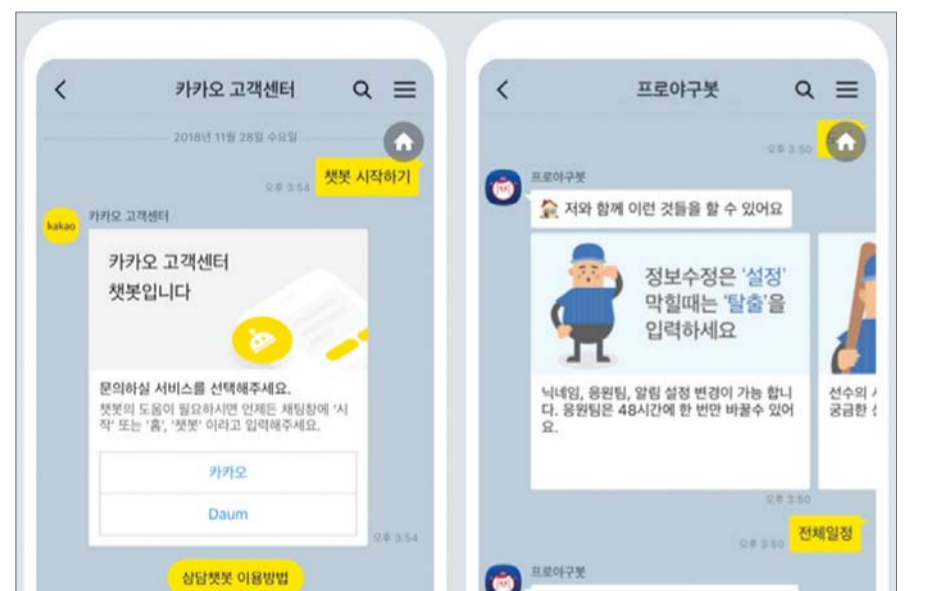 카카오 고객센터
2018년 11월 28일 수요일
챗봇 시작하기
오후 3:54
카카오 고객센터
kakao
카카오 고객센터
챗봇입니다
문의하실 서비스를 선택해주세요.
챗봇의 도움이 필요하시면 언제든 채팅창에 '시
작' 또는 '홈', '챗봇' 이라고 입력해주세요.
카카오
Daum
오후 3:54
상담챗봇 이용방법
프로야구봇
오후 3:50
프로야구봇
저와 함께 이런 것들을 할 수 있어요
정보수정은 '설정'
막힐때는 '탈출'을
입력하세요
닉네임, 응원팀, 알림 설정 변경이 가능 합니
다. 응원팀은 48시간에 한 번만 바꿀수 있어
요.
선수의
궁금한
오후 3:50
전체일정
오후 3:50
프로야구봇